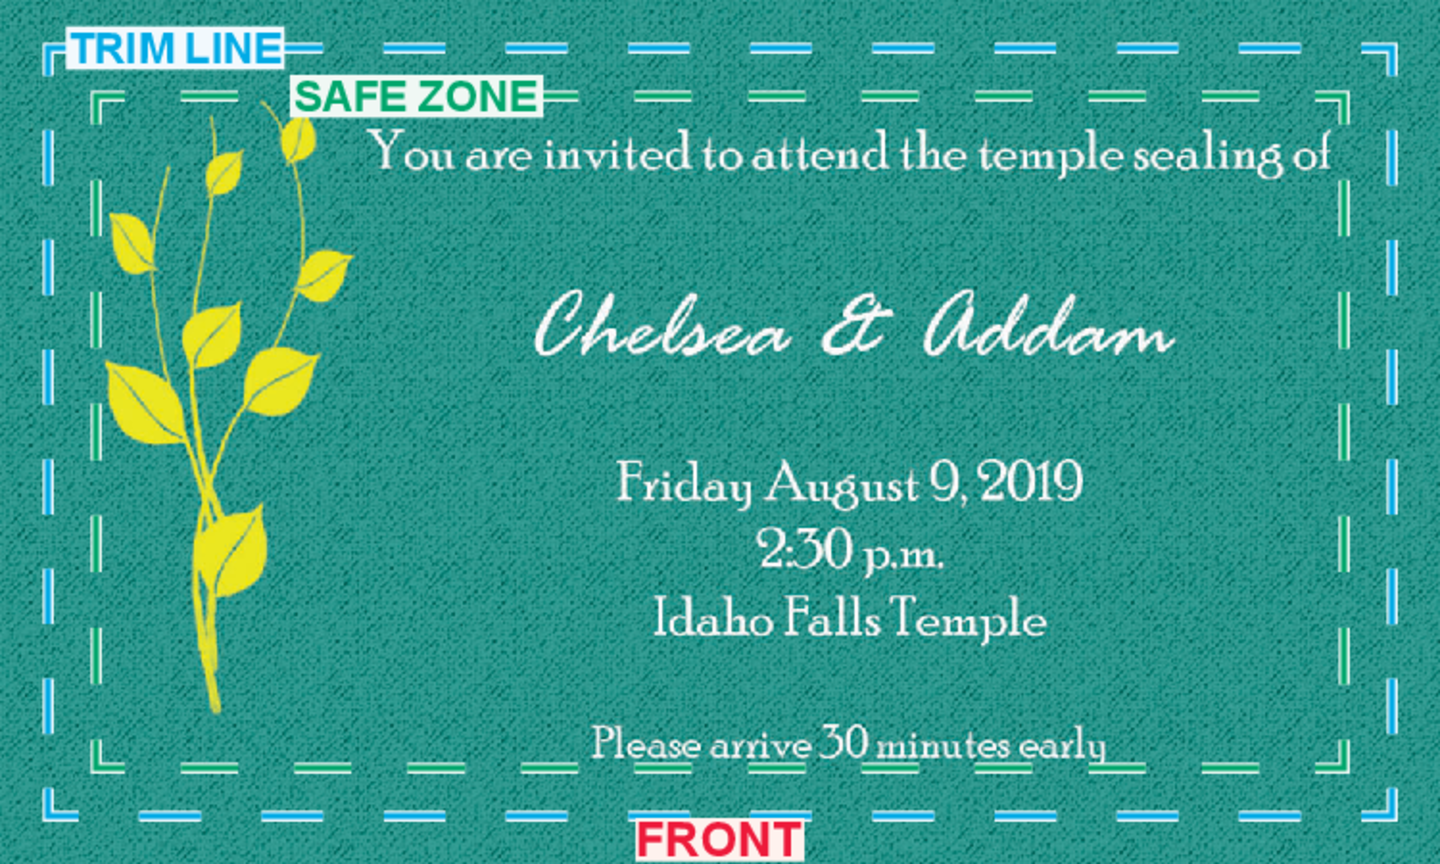 TRIM LINE
SAFE ZONE
You are invited to attend the temple sealing of
Chelsea & Addam
Friday August 9, 2019
2:30 p.m.
Idaho Falls Temple
Please arrive 30 minutes early
FRONT